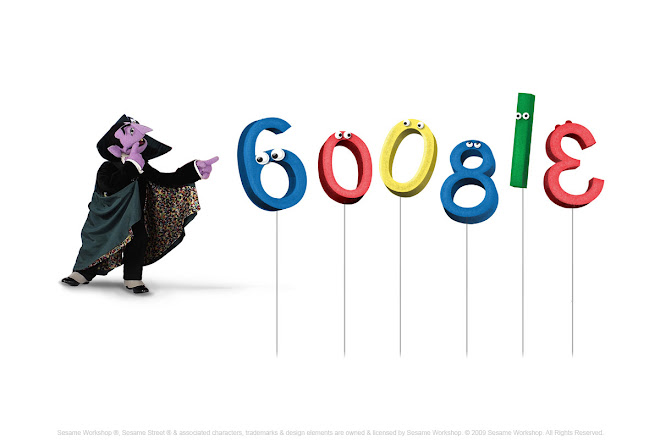 60081Ɛ
Sesame Workshop ®, Sesame Street ® & associated characters, trademarks & design elements are owned & licensed by Sesame Workshop. © 2009 Sesame Workshop. All Rights Reserved.